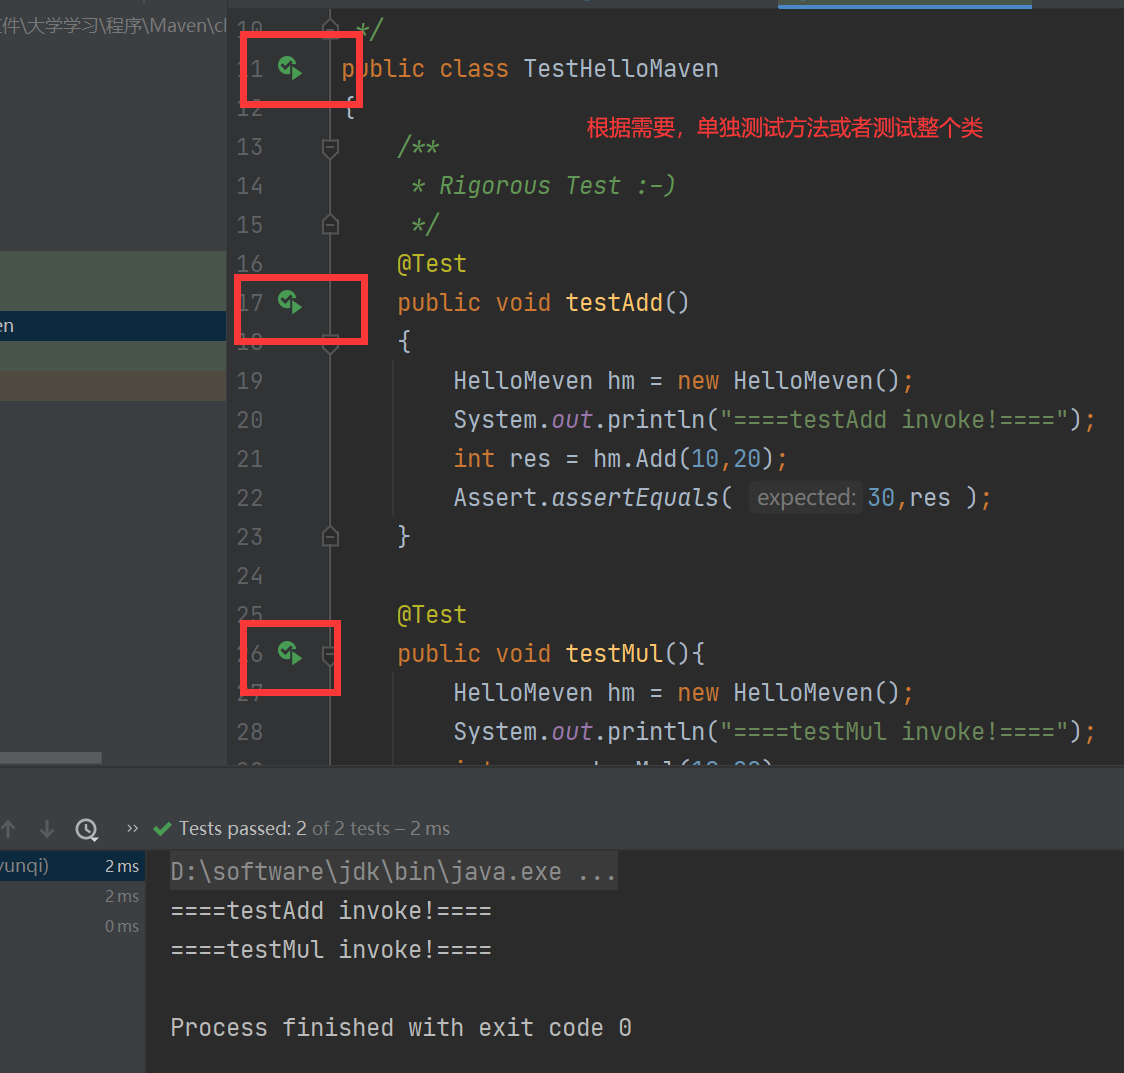 件\大学学习\程序\Maven\cl
10 */
11 public class TestHelloMaven
12 {
根据需要，单独测试方法或者测试整个类
13 /**
14 * Rigorous Test :-)
15 */
16 @Test
17 public void testAdd()
18 {
en
19 HelloMeven hm = new HelloMeven();
20 System.out.println("====testAdd invoke!====");
21 int res = hm.Add(10,20);
22 Assert.assertEquals( expected: 30,res );
23 }
24
25 @Test
26 public void testMul(){
27 HelloMeven hm = new HelloMeven();
28 System.out.println("====testMul invoke!====");
>> Tests passed: 2 of 2 tests – 2 ms
yunqi) 2 ms
2 ms
0 ms
D:\software\jdk\bin\java.exe ...
====testAdd invoke!====
====testMul invoke!====
Process finished with exit code 0